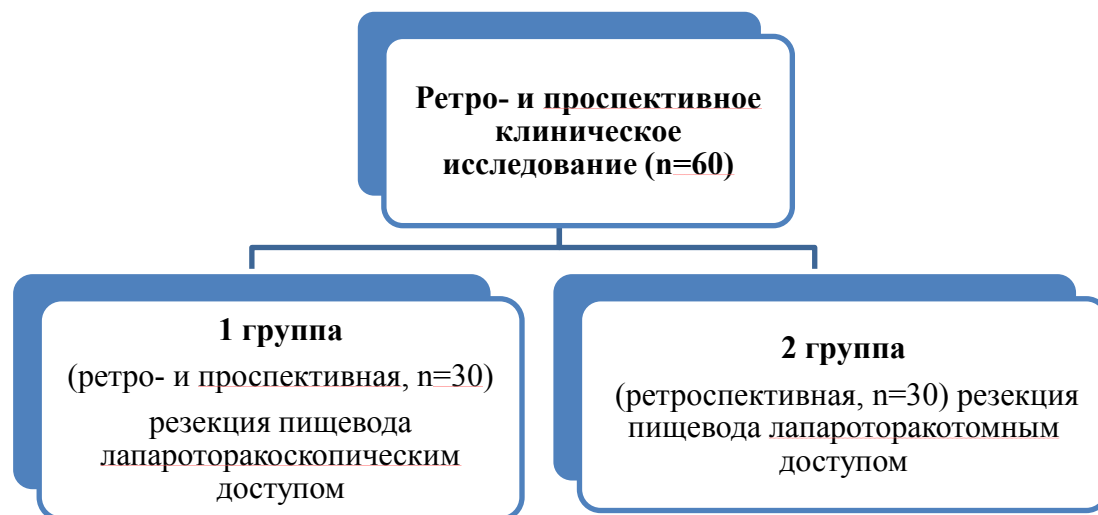 Ретро- и проспективное
клиническое
исследование (n=60)
1 группа
(ретро- и проспективная, n=30)
резекция пищевода
лапароторакоскопическим
доступом
2 группа
(ретроспективная, n=30) резекция
пищевода лапароторакотомным
доступом